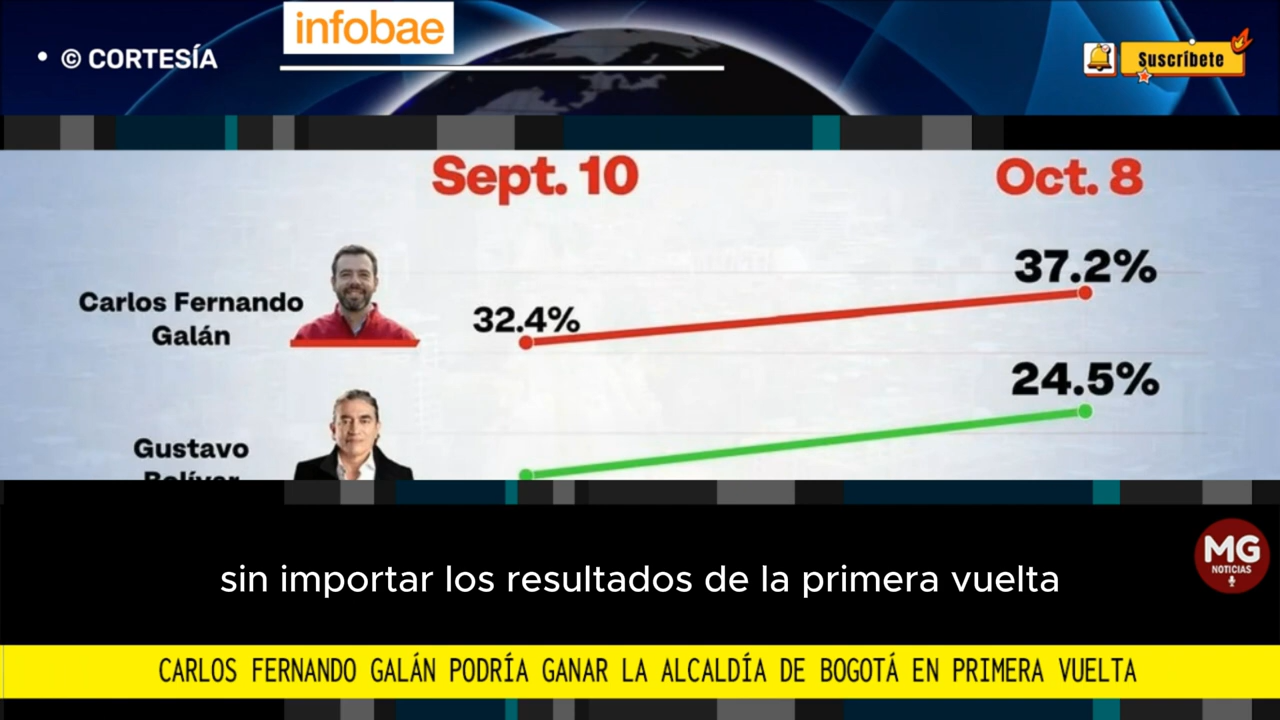 infobae
• © CORTESÍA
Suscríbete
Sept. 10
Oct. 8
37.2%
Carlos Fernando
Galán
32.4%
24.5%
Gustavo
Bolívar
sin importar los resultados de la primera vuelta
MG
NOTICIAS
CARLOS FERNANDO GALÁN PODRÍA GANAR LA ALCALDÍA DE BOGOTÁ EN PRIMERA VUELTA